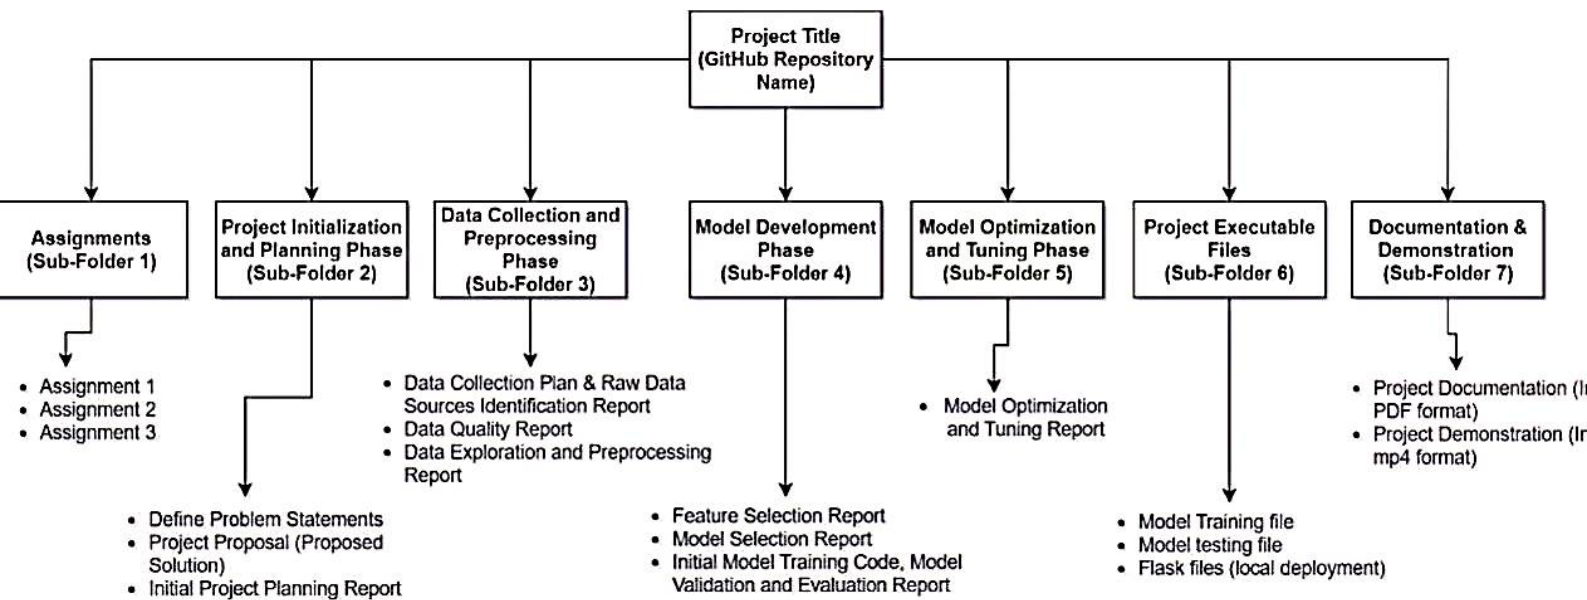 Project Title
(GitHub Repository
Name)
Assignments
(Sub-Folder 1)
Project Initialization
and Planning Phase
(Sub-Folder 2)
Data Collection and
Preprocessing
Phase
(Sub-Folder 3)
Model Development
Phase
(Sub-Folder 4)
Model Optimization
and Tuning Phase
(Sub-Folder 5)
Project Executable
Files
(Sub-Folder 6)
Documentation &
Demonstration
(Sub-Folder 7)
• Assignment 1
• Assignment 2
• Assignment 3
• Define Problem Statements
• Project Proposal (Proposed
Solution)
• Initial Project Planning Report
• Data Collection Plan & Raw Data
Sources Identification Report
• Data Quality Report
• Data Exploration and Preprocessing
Report
• Feature Selection Report
• Model Selection Report
• Initial Model Training Code, Model
Validation and Evaluation Report
• Model Optimization
and Tuning Report
• Model Training file
• Model testing file
• Flask files (local deployment)
• Project Documentation (
PDF format)
• Project Demonstration (
mp4 format)